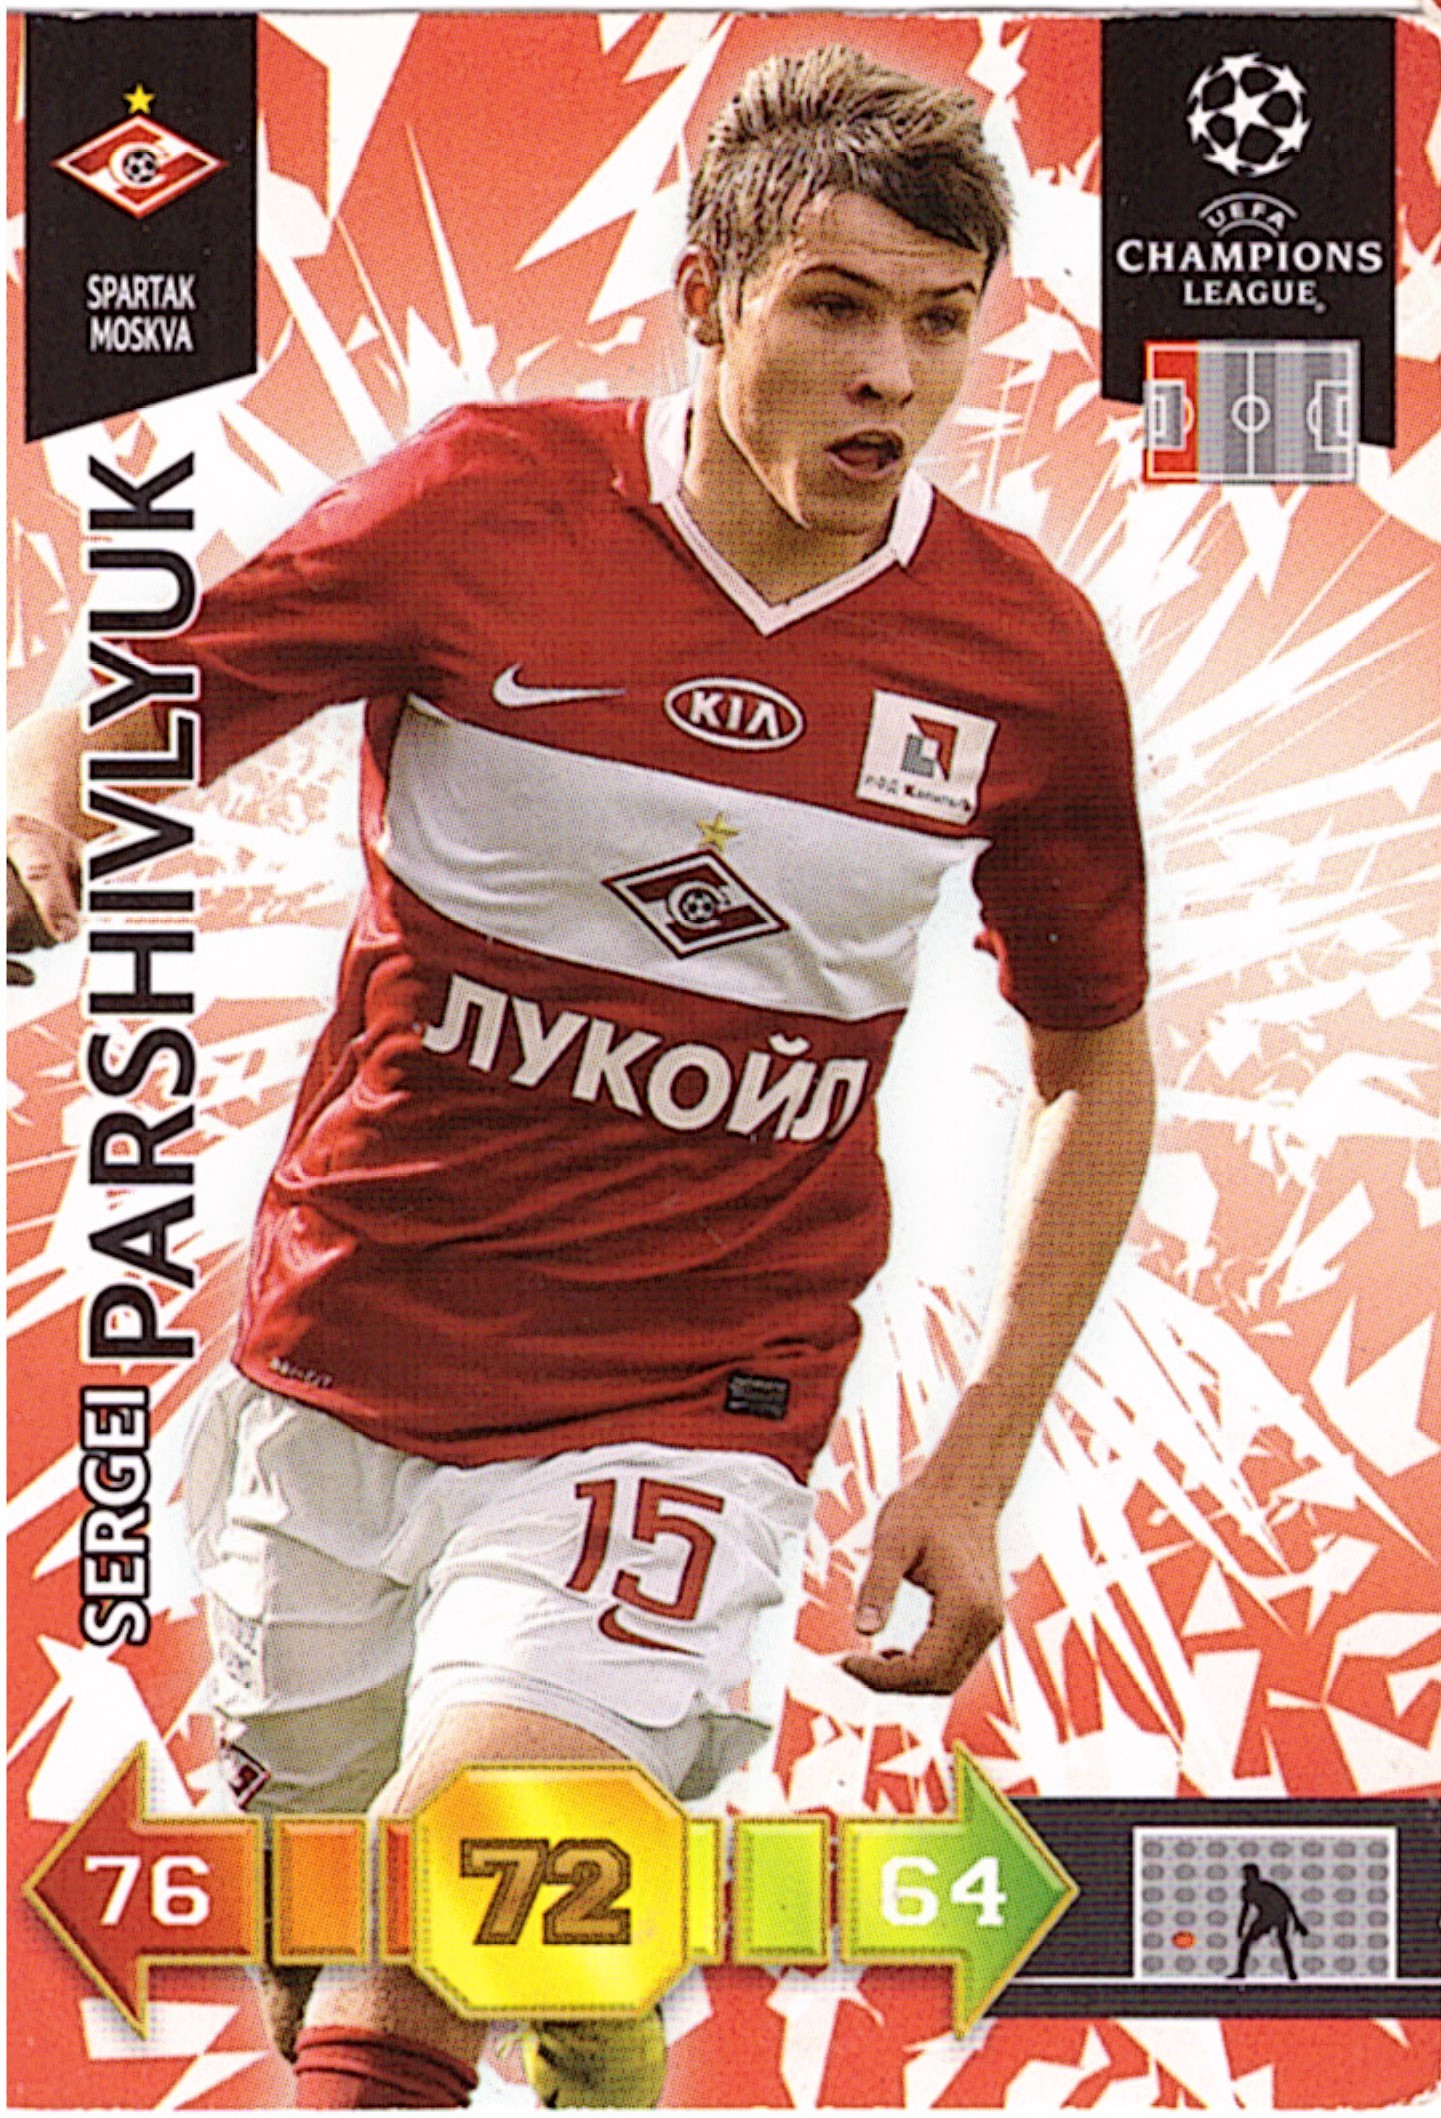 SPARTAK
MOSKVA
UEFA
CHAMPIONS
LEAGUE
SERGEI PARSHIVLYUK
KIA
ЛУКОЙЛ
15
76
72
64